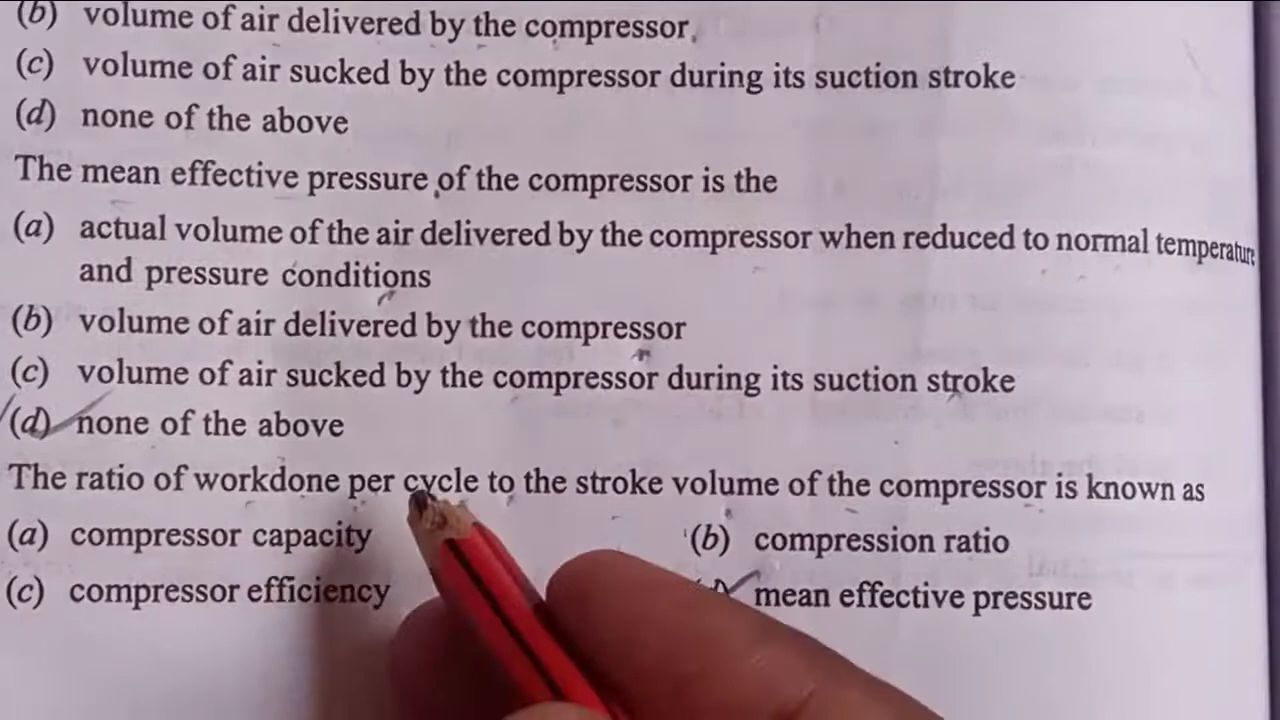 (b) volume of air delivered by the compressor
(c) volume of air sucked by the compressor during its suction stroke
(d) none of the above
The mean effective pressure of the compressor is the
(a) actual volume of the air delivered by the compressor when reduced to normal temperature
and pressure conditions
(b) volume of air delivered by the compressor
(c) volume of air sucked by the compressor during its suction stroke
(d) none of the above
The ratio of workdone per cycle to the stroke volume of the compressor is known as
(a) compressor capacity (b) compression ratio
(c) compressor efficiency mean effective pressure